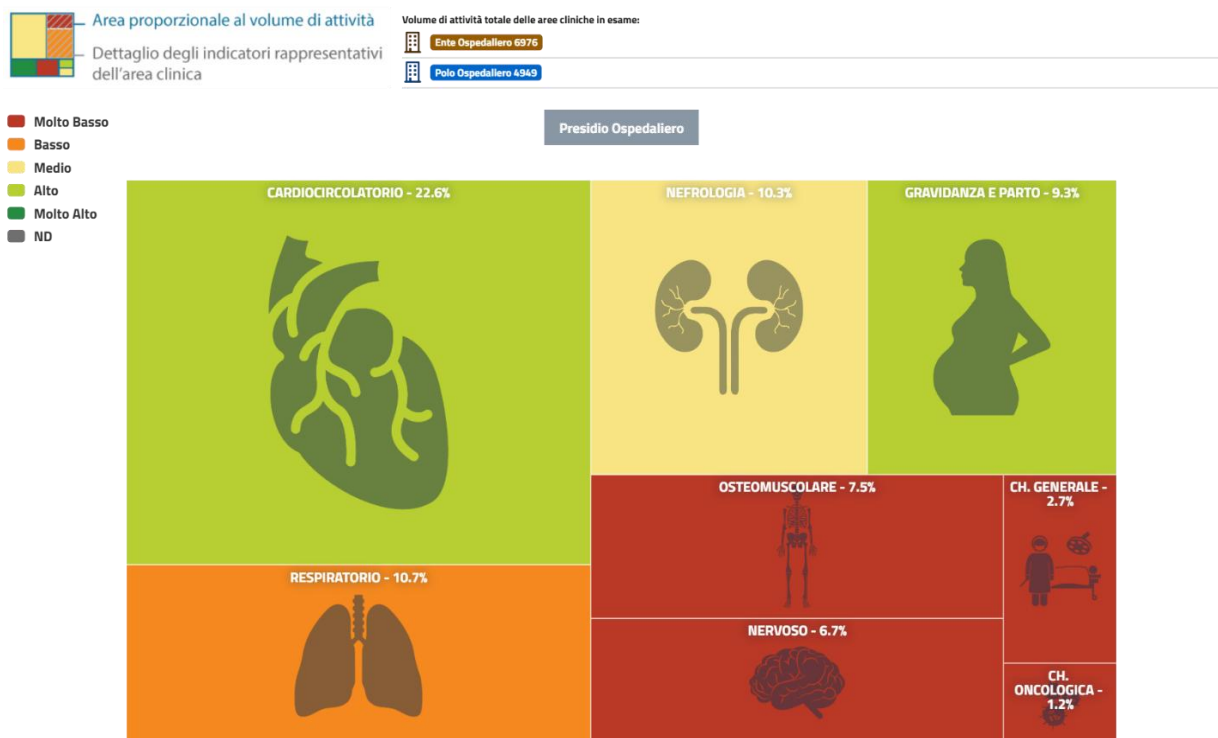 Area proporzionale al volume di attività
Dettaglio degli indicatori rappresentativi
dell'area clinica
Volume di attività totale delle aree cliniche in esame:
Ente Ospedaliero 6976
Polo Ospedaliero 4949
Molto Basso
Basso
Medio
Alto
Molto Alto
ND
Presidio Ospedaliero
CARDIOCIRCOLATORIO - 22.6%
NEFROLOGIA - 10.3%
GRAVIDANZA E PARTO - 9.3%
OSTEOMUSCOLARE - 7.5%
CH. GENERALE -
2.7%
RESPIRATORIO - 10.7%
NERVOSO - 6.7%
CH.
ONCOLOGICA -
1.2%